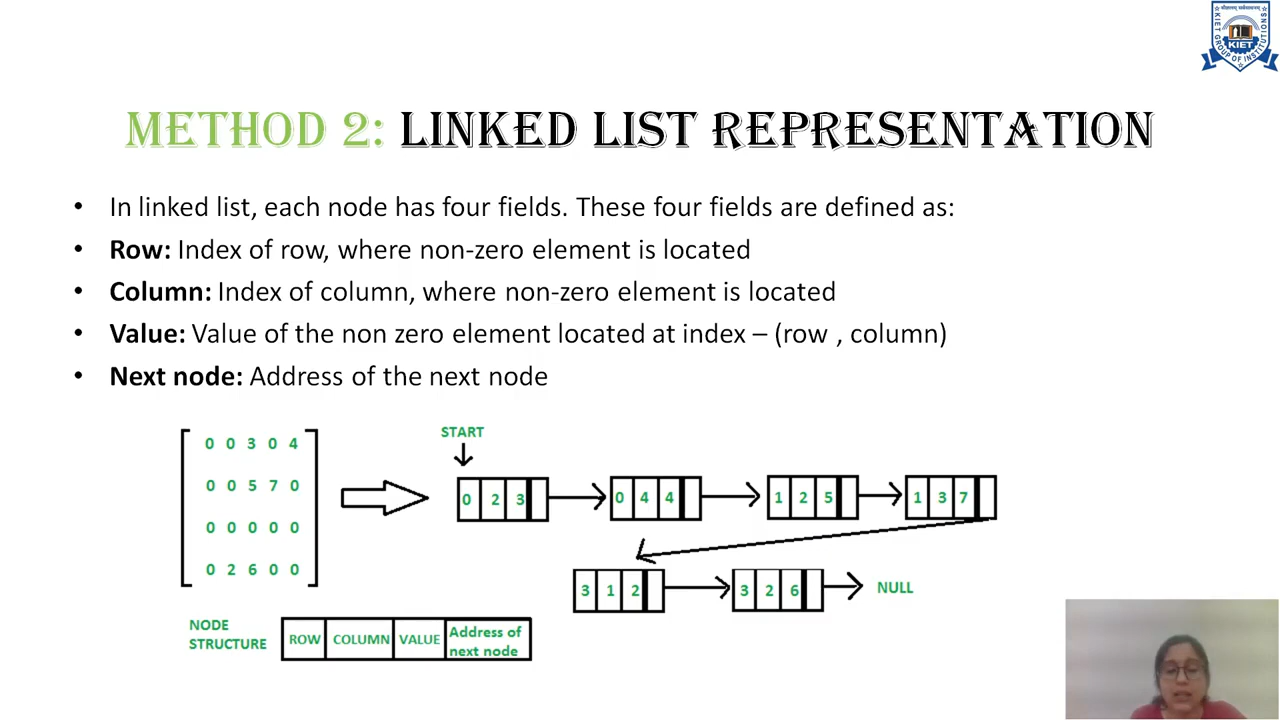 KIET GROUP OF INSTITUTIONS
KIET
METHOD 2: LINKED LIST REPRESENTATION
• In linked list, each node has four fields. These four fields are defined as:
• Row: Index of row, where non-zero element is located
• Column: Index of column, where non-zero element is located
• Value: Value of the non zero element located at index – (row , column)
• Next node: Address of the next node
START
0 0 3 0 4
0 0 5 7 0
0 0 0 0 0
0 2 6 0 0
0 2 3
0 4 4
1 2 5
1 3 7
3 1 2
3 2 6
NULL
NODE
STRUCTURE
ROW COLUMN VALUE Address of
next node